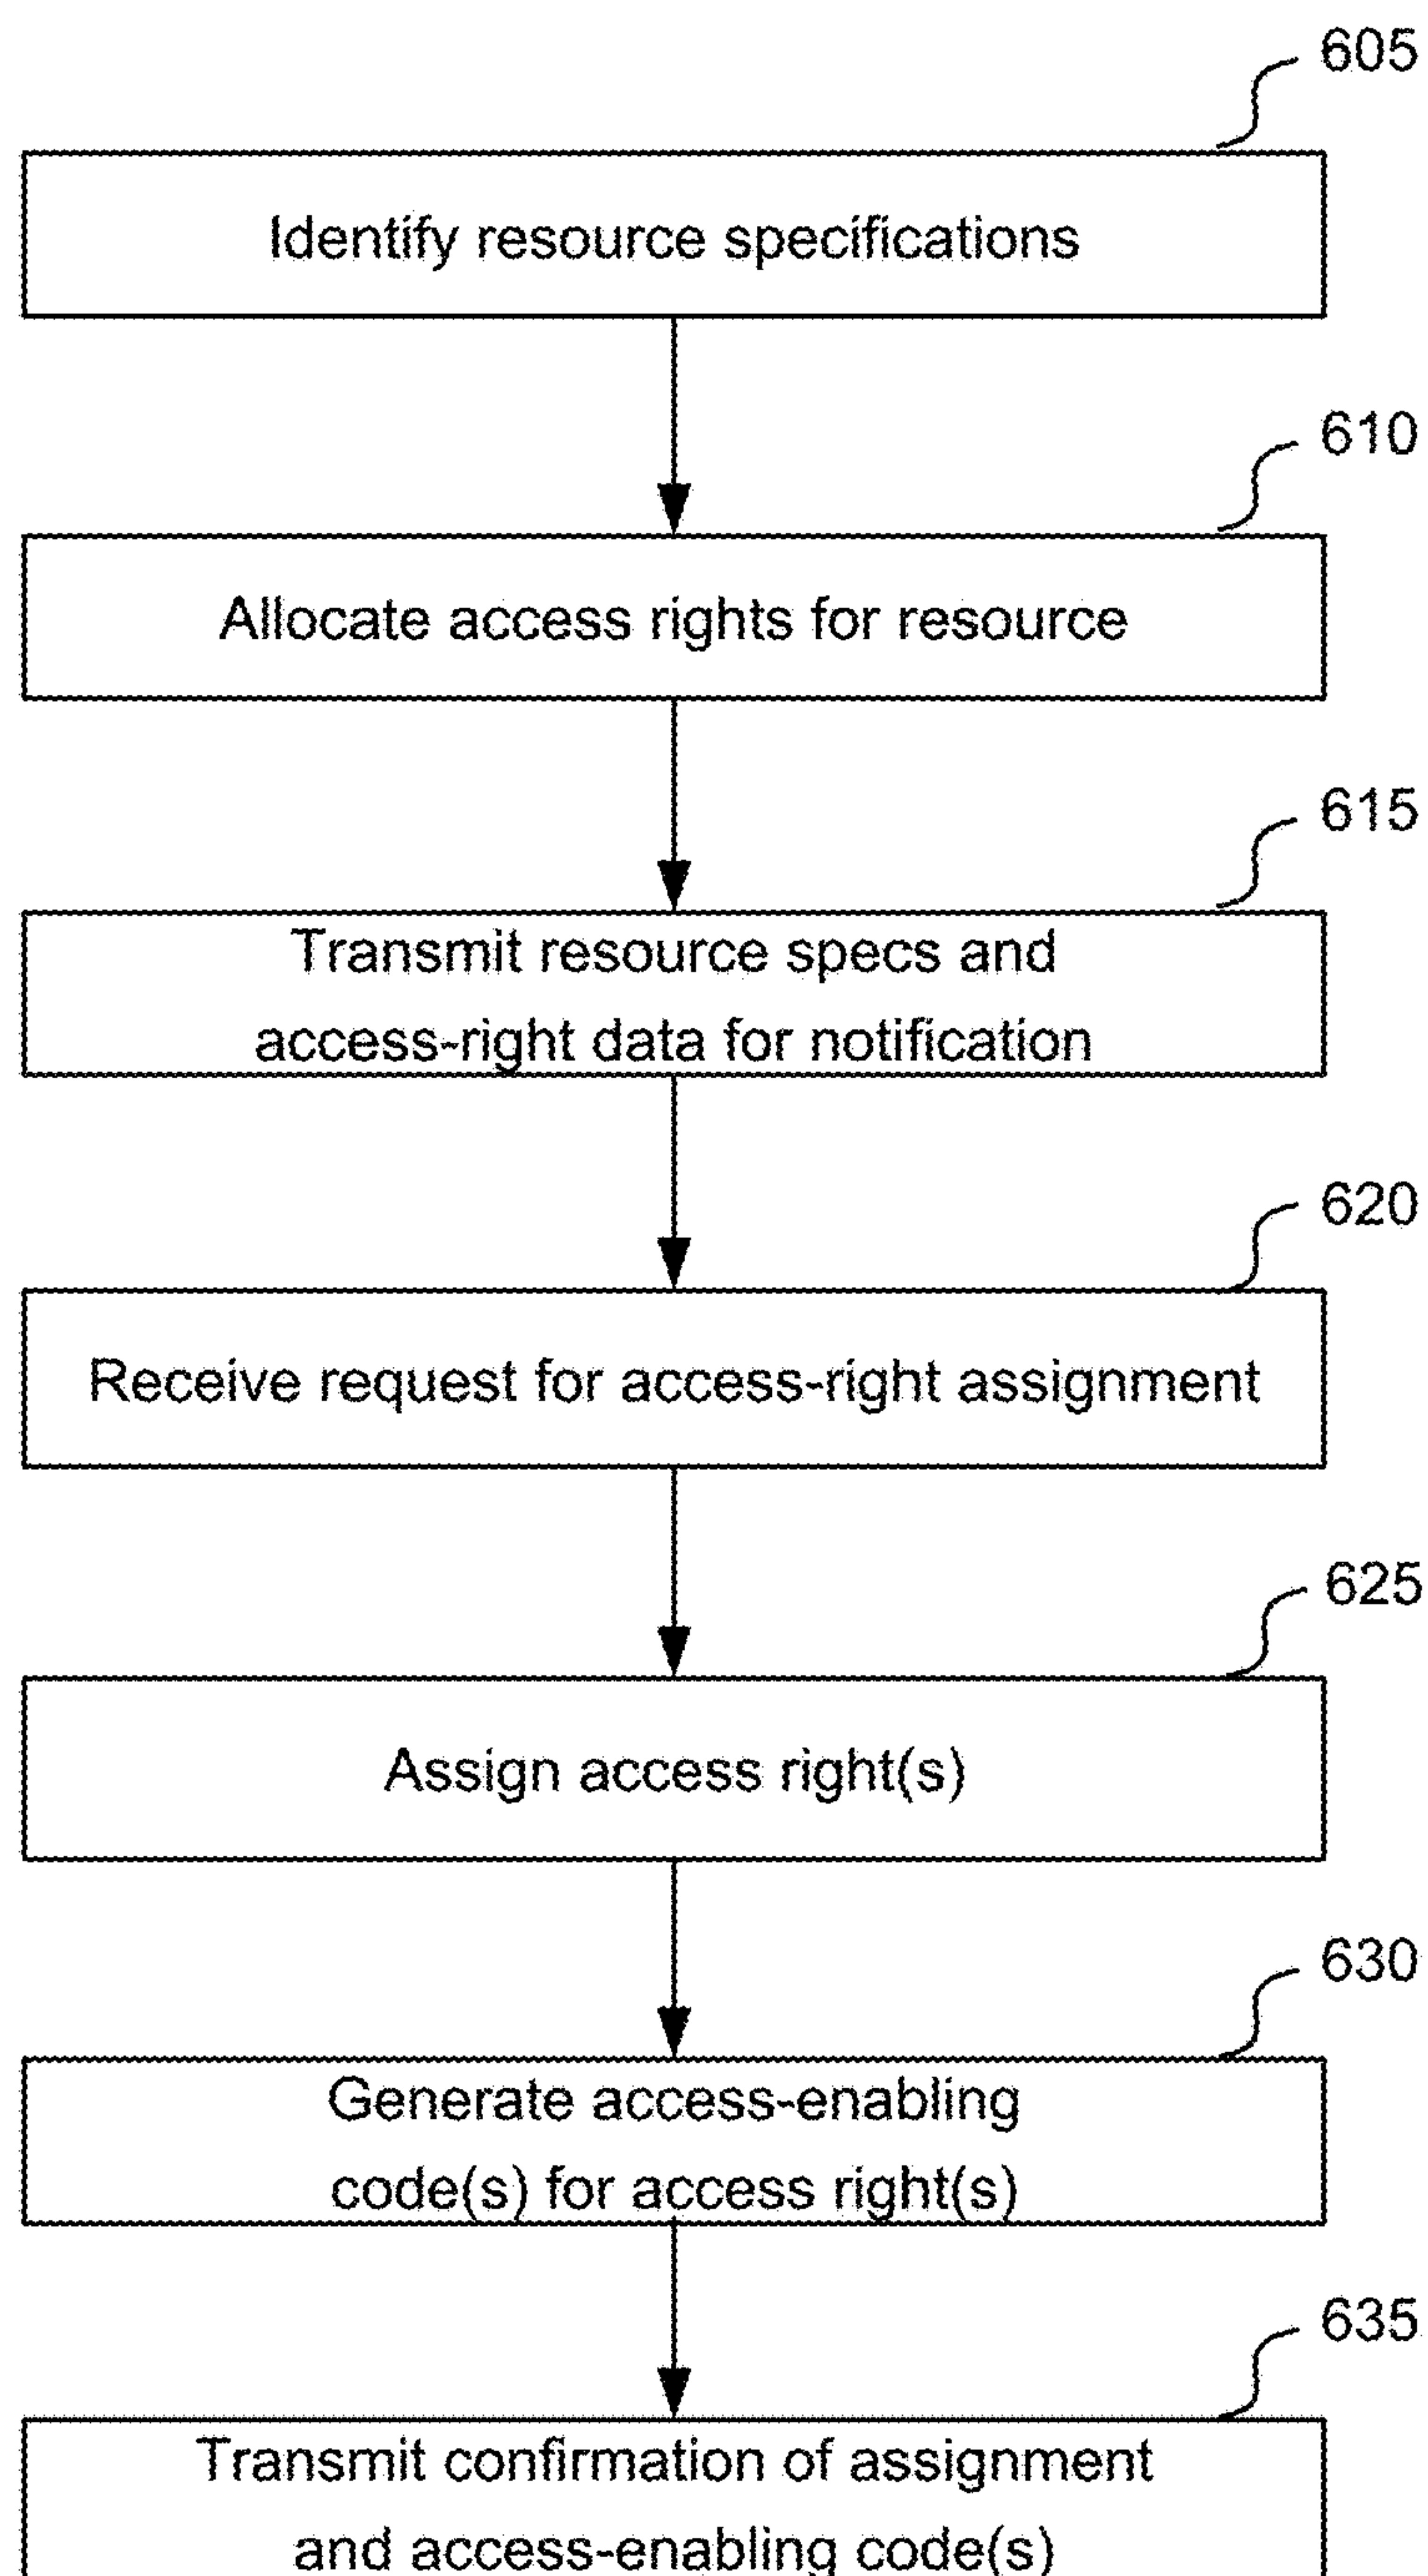 605
Identify resource specifications
610
Allocate access rights for resource
615
Transmit resource specs and
access-right data for notification
620
Receive request for access-right assignment
625
Assign access right(s)
630
Generate access-enabling
code(s) for access right(s)
635
Transmit confirmation of assignment
and access-enabling code(s)